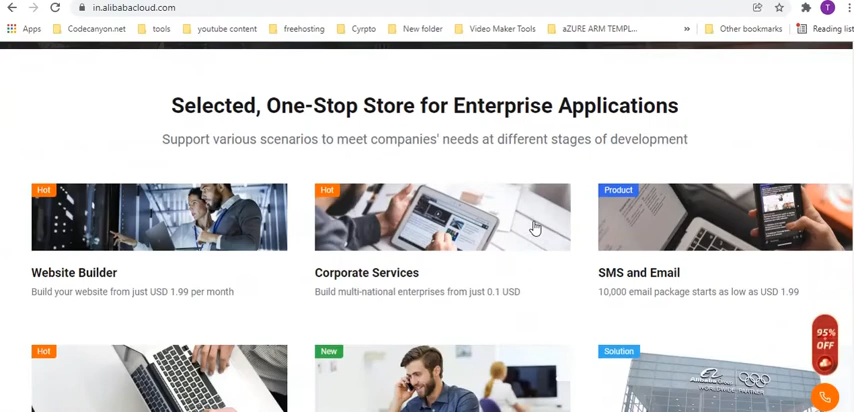 in.alibabacloud.com
T
Apps
Codecanyon.net
tools
youtube content
freehosting
Cyrpto
New folder
Video Maker Tools
aZURE ARM TEMPL...
»
Other bookmarks
Reading list
Selected, One-Stop Store for Enterprise Applications
Support various scenarios to meet companies' needs at different stages of development
Hot
Hot
Product
Website Builder
Corporate Services
SMS and Email
Build your website from just USD 1.99 per month
Build multi-national enterprises from just 0.1 USD
10,000 email package starts as low as USD 1.99
95%
OFF
Hot
New
Solution
Alibaba
WORLDWIDE PARTNER